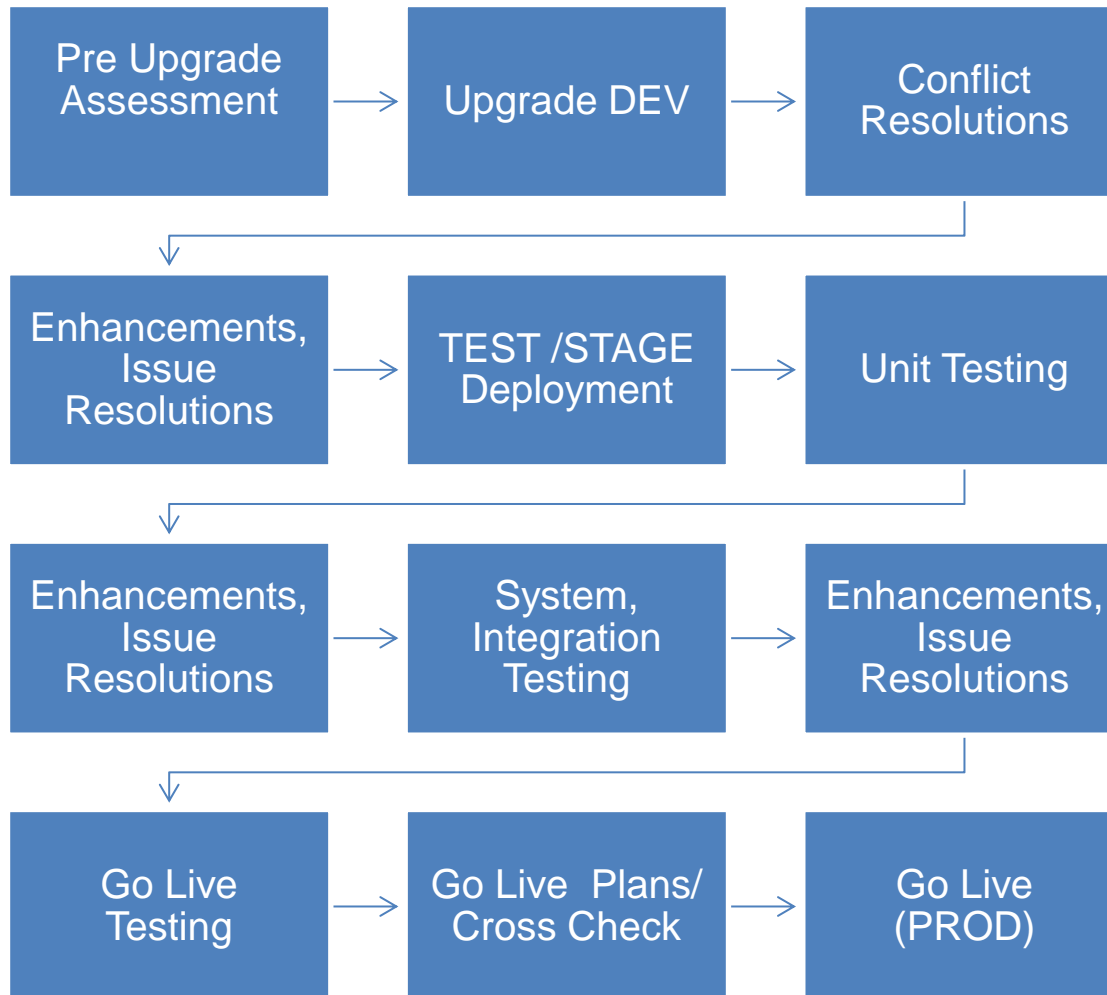 Pre Upgrade
Assessment
Upgrade DEV
Conflict
Resolutions
Enhancements,
Issue
Resolutions
TEST /STAGE
Deployment
Unit Testing
Enhancements,
Issue
Resolutions
System,
Integration
Testing
Enhancements,
Issue
Resolutions
Go Live
Testing
Go Live  Plans/
Cross Check
Go Live
(PROD)